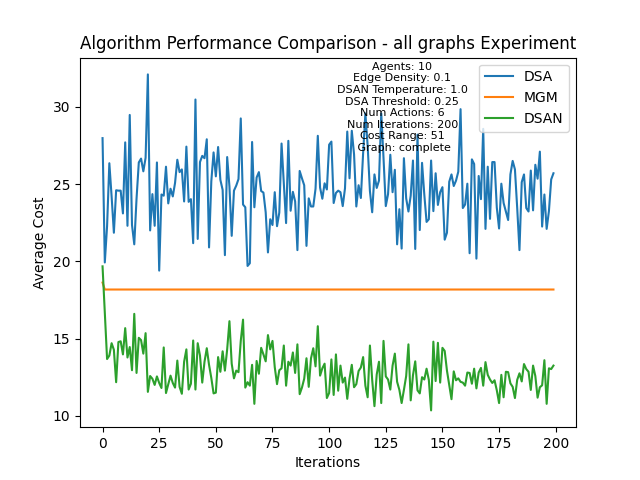 Algorithm Performance Comparison - all graphs Experiment
Agents: 10
Edge Density: 0.1
DSAN Temperature: 1.0
DSA Threshold: 0.25
Num Actions: 6
Num Iterations: 200
Cost Range: 51
Graph: complete
DSA
MGM
DSAN
Average Cost
30
25
20
15
10
0
25
50
75
100
125
150
175
200
Iterations